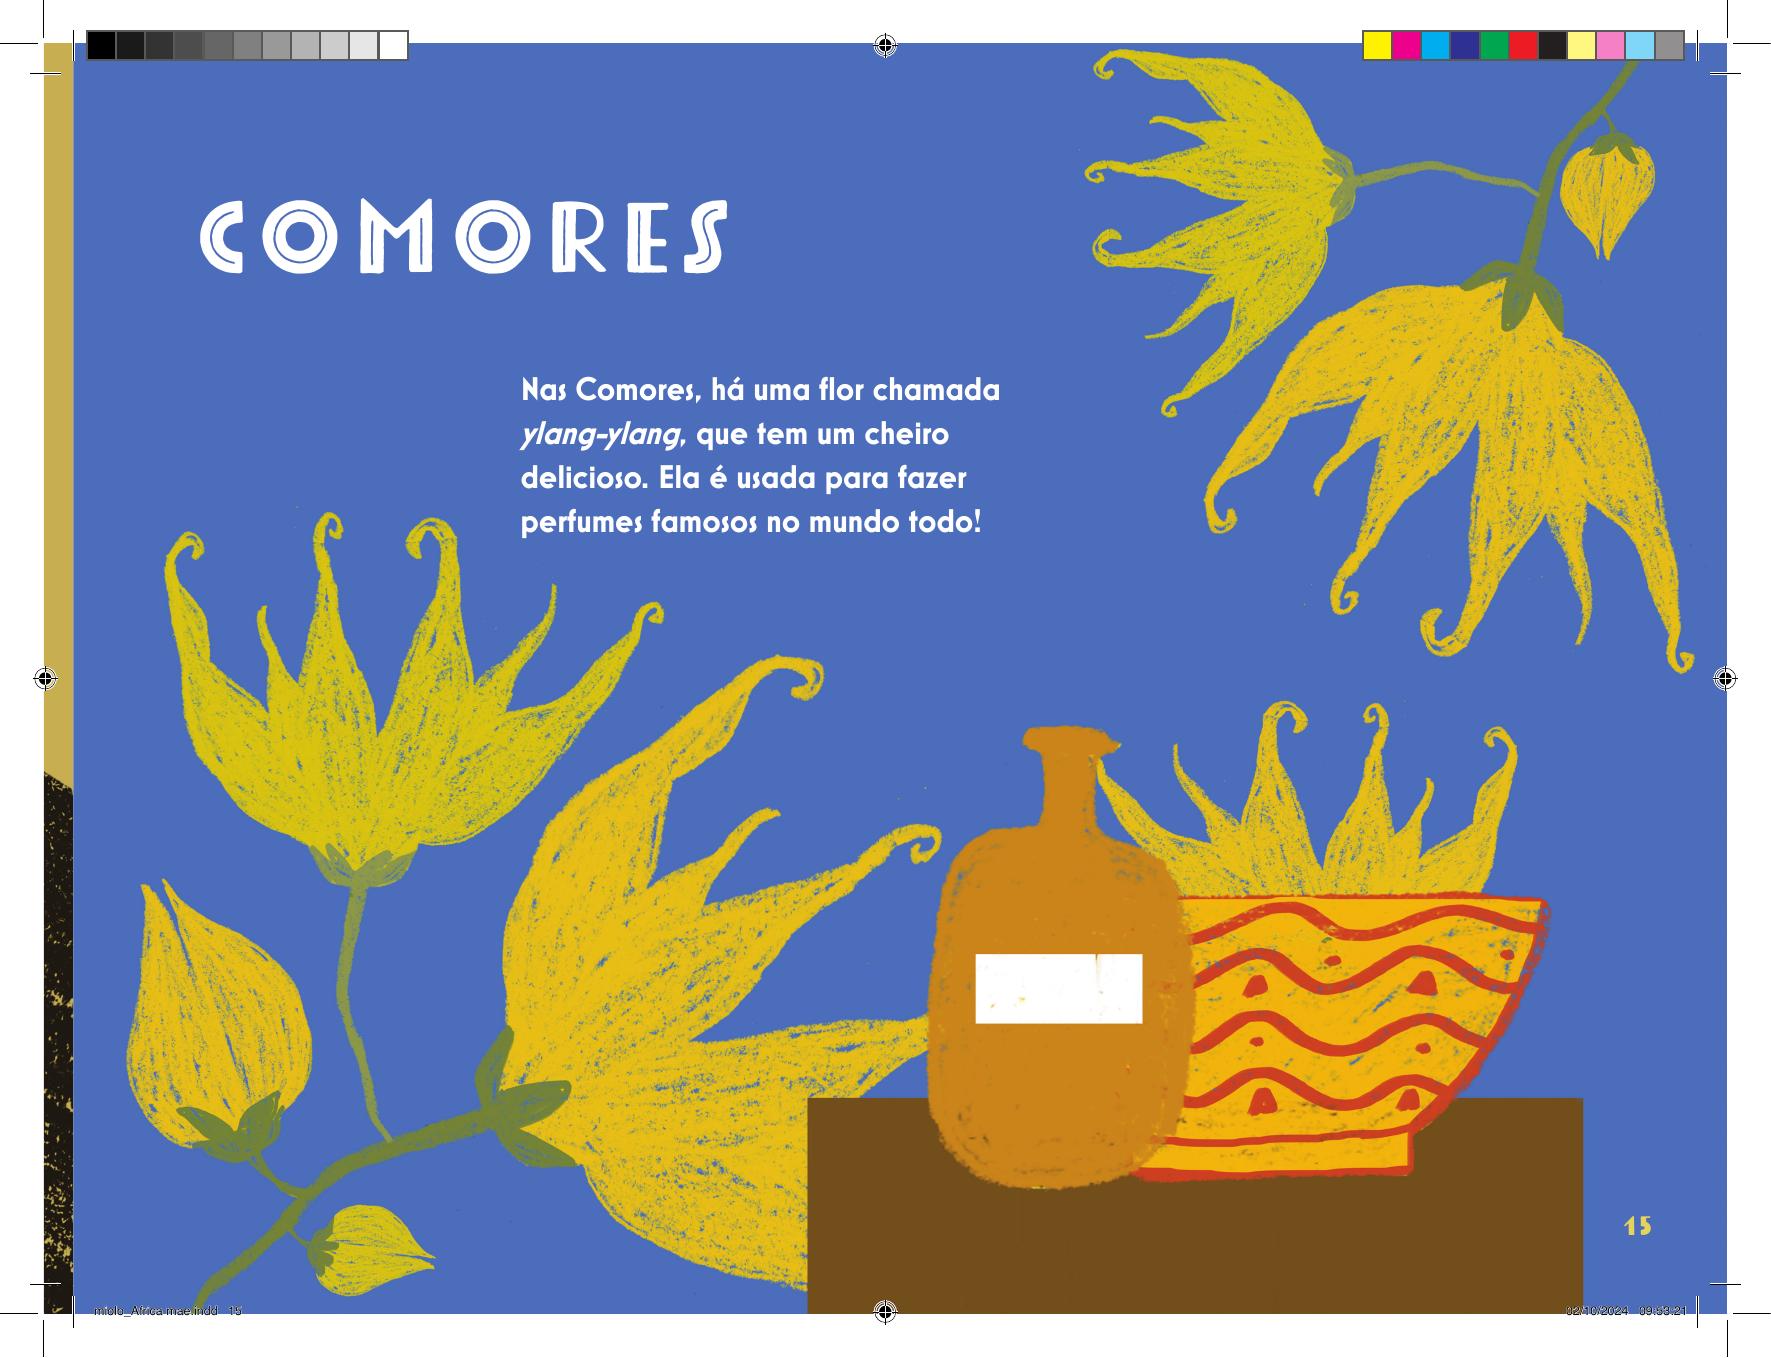 COMORES
Nas Comores, há uma flor chamada
ylang-ylang, que tem um cheiro
delicioso. Ela é usada para fazer
perfumes famosos no mundo todo!
15
miolo_Africa mae.indd   15
02/10/2024   09:53:21